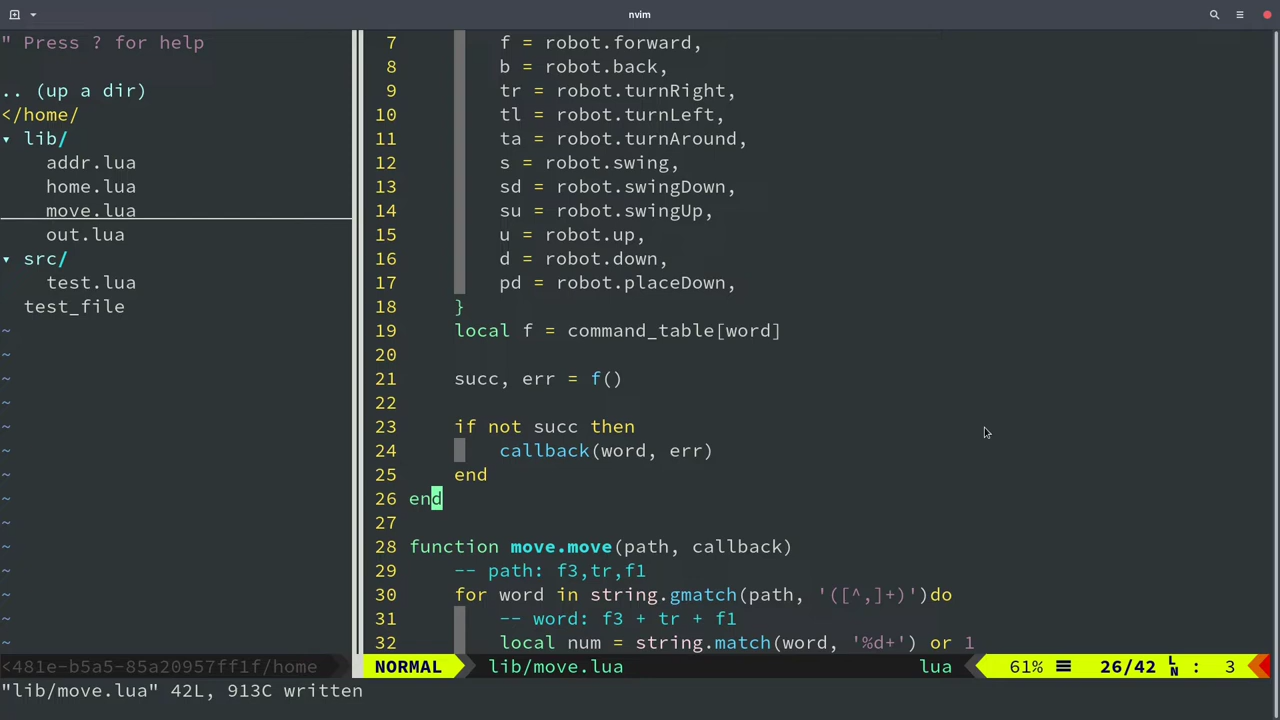 nvim
" Press ? for help
.. (up a dir)
</home/
▾ lib/
addr.lua
home.lua
move.lua
out.lua
▾ src/
test.lua
test_file
~
~
~
~
~
~
~
~
~
~
~
~
~
~
<481e-b5a5-85a20957ff1f/home
7 f = robot.forward,
8 b = robot.back,
9 tr = robot.turnRight,
10 tl = robot.turnLeft,
11 ta = robot.turnAround,
12 s = robot.swing,
13 sd = robot.swingDown,
14 su = robot.swingUp,
15 u = robot.up,
16 d = robot.down,
17 pd = robot.placeDown,
18 }
19 local f = command_table[word]
20
21 succ, err = f()
22
23 if not succ then
24 callback(word, err)
25 end
26 end
27
28 function move.move(path, callback)
29 -- path: f3,tr,f1
30 for word in string.gmatch(path, '([^,]+)')do
31 -- word: f3 + tr + f1
32 local num = string.match(word, '%d+') or 1
NORMAL lib/move.lua lua 61% ☰ 26/42 LN : 3
"lib/move.lua" 42L, 913C written